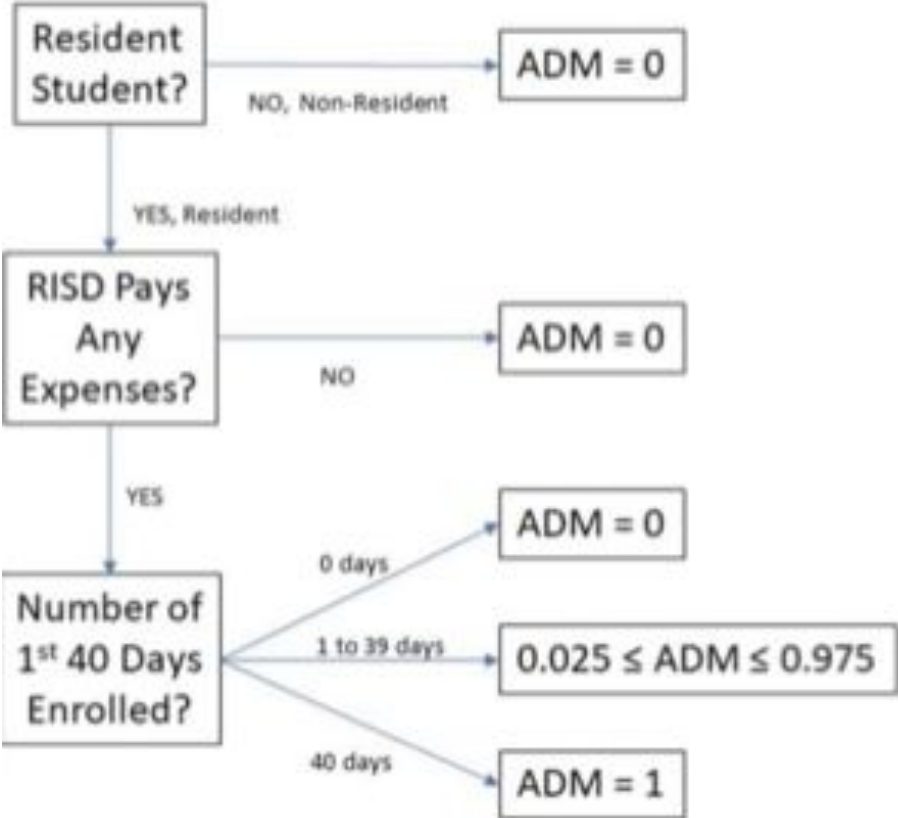 Resident
Student?
NO, Non-Resident
ADM = 0
YES, Resident
RISD Pays
Any
Expenses?
NO
ADM = 0
YES
Number of
1st 40 Days
Enrolled?
0 days
ADM = 0
1 to 39 days
0.025 ≤ ADM ≤ 0.975
40 days
ADM = 1